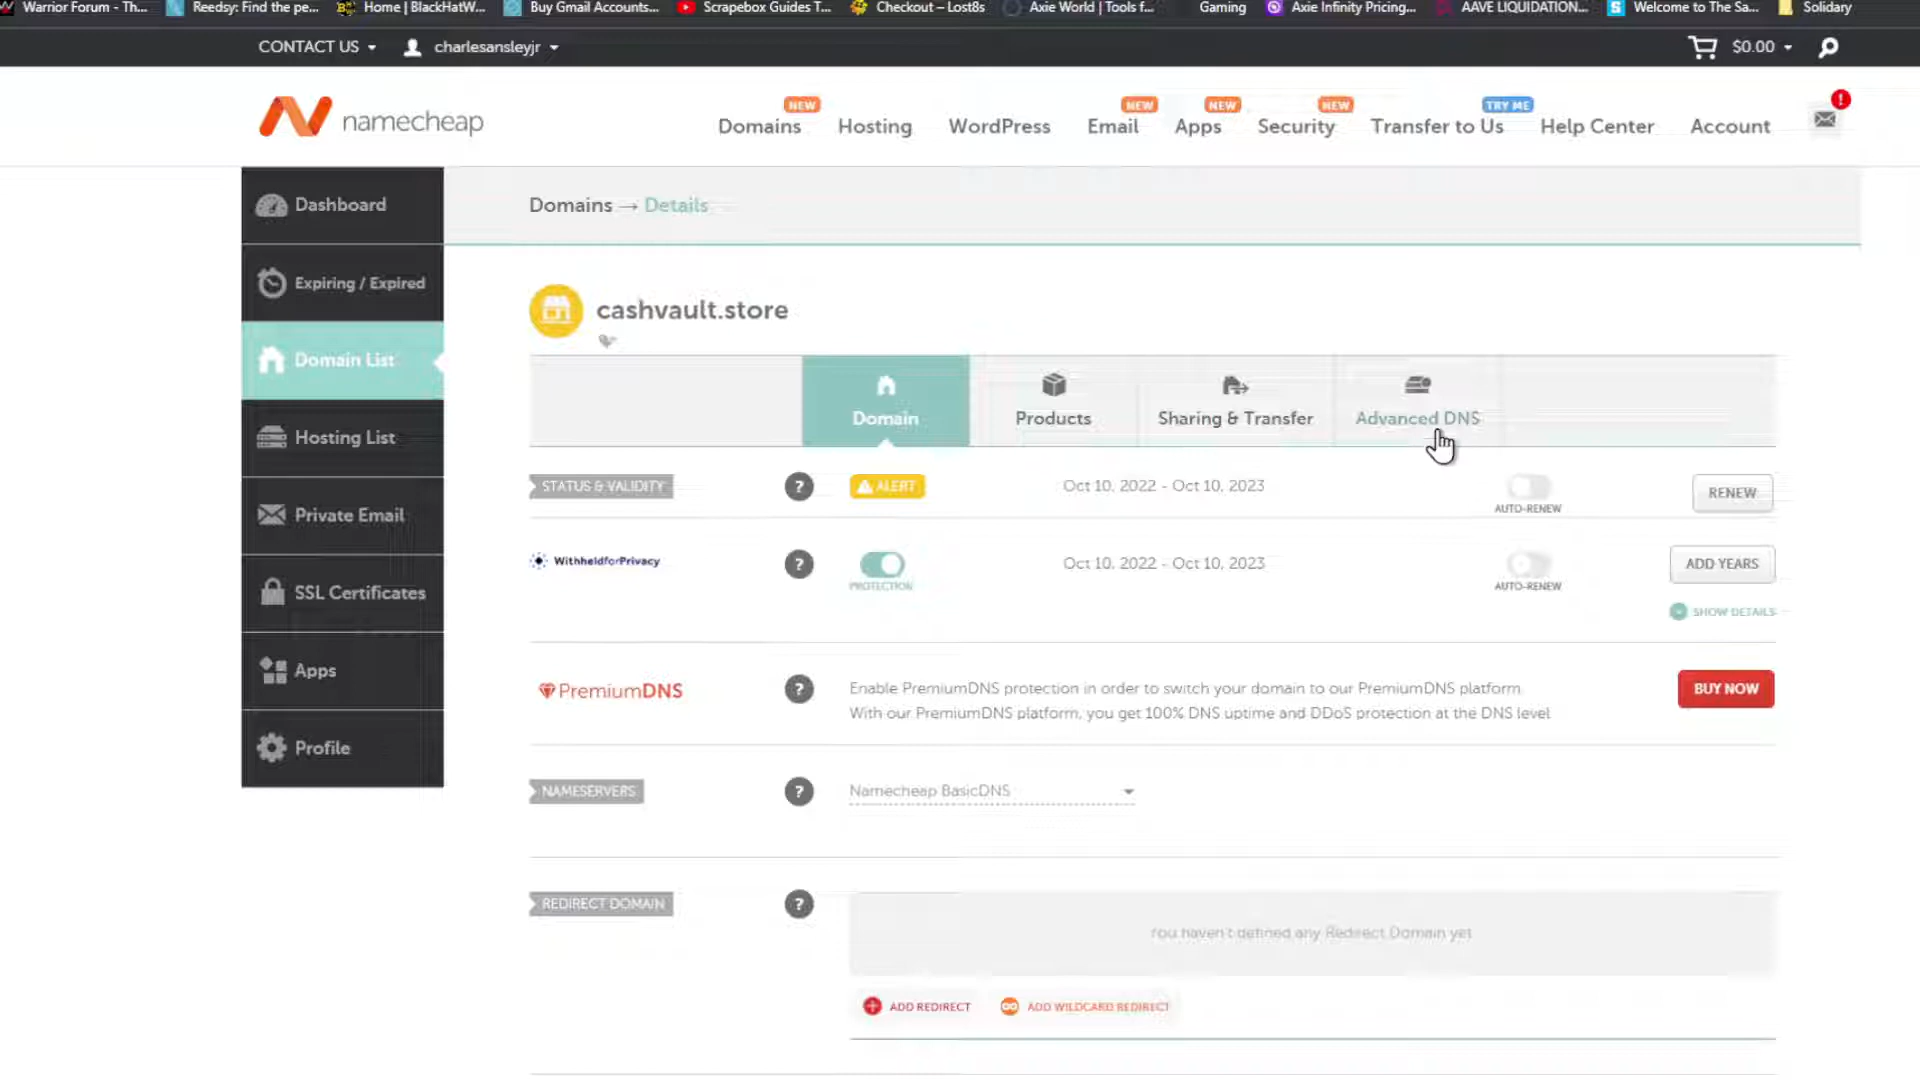 Warrior Forum - Th... Reedsy: Find the pe... Home | BlackHatW... Buy Gmail Accounts... Scrapebox Guides T... Checkout – Lost8s Axie World | Tools f... Gaming Axie Infinity Pricing... AAVE LIQUIDATION... Welcome to The Sa... Solidary
CONTACT US charlesansleyjr $0.00
namecheap
NEW NEW NEW NEW TRY ME !
Domains Hosting WordPress Email Apps Security Transfer to Us Help Center Account
Dashboard
Expiring / Expired
Domain List
Hosting List
Private Email
SSL Certificates
Apps
Profile
Domains → Details
cashvault.store
Domain Products Sharing & Transfer Advanced DNS
STATUS & VALIDITY ? ALERT Oct 10, 2022 - Oct 10, 2023 AUTO-RENEW RENEW
WithheldforPrivacy ? PROTECTION Oct 10, 2022 - Oct 10, 2023 AUTO-RENEW ADD YEARS
SHOW DETAILS
PremiumDNS ? Enable PremiumDNS protection in order to switch your domain to our PremiumDNS platform.
With our PremiumDNS platform, you get 100% DNS uptime and DDoS protection at the DNS level
BUY NOW
NAMESERVERS ? Namecheap BasicDNS
REDIRECT DOMAIN ? You haven't defined any Redirect Domain yet
ADD REDIRECT ADD WILDCARD REDIRECT